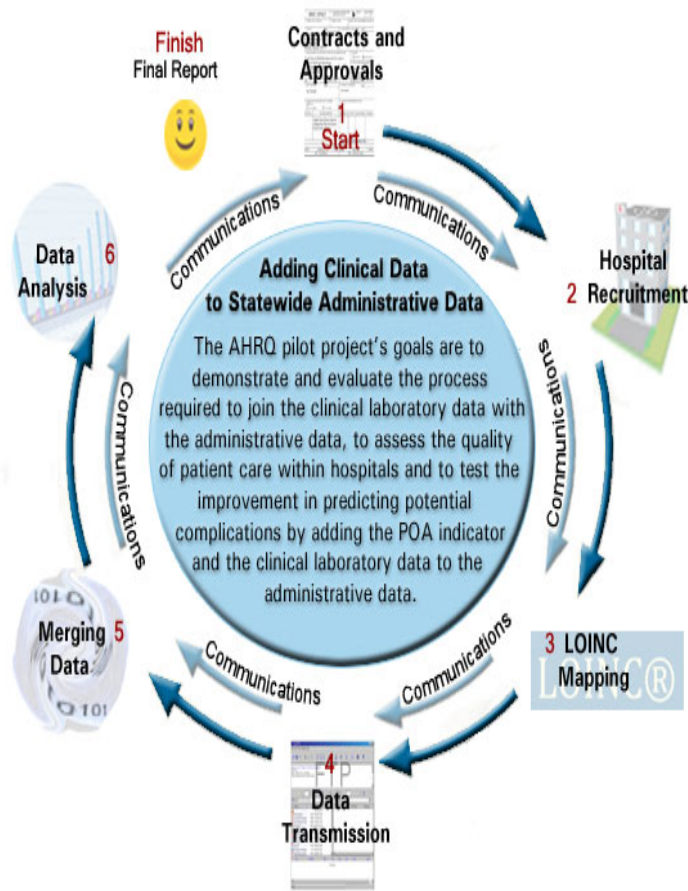 Finish
Final Report
Contracts and
Approvals
1
Start
Communications
Communications
Hospital
2 Recruitment
Communications
3 LOINC
Mapping
LOINC®
Communications
4
Data
Transmission
Communications
Merging 5
Data
101
0101
Communications
Data 6
Analysis
Adding Clinical Data
to Statewide Administrative Data
The AHRQ pilot project's goals are to
demonstrate and evaluate the process
required to join the clinical laboratory data with
the administrative data, to assess the quality
of patient care within hospitals and to test the
improvement in predicting potential
complications by adding the POA indicator
and the clinical laboratory data to the
administrative data.